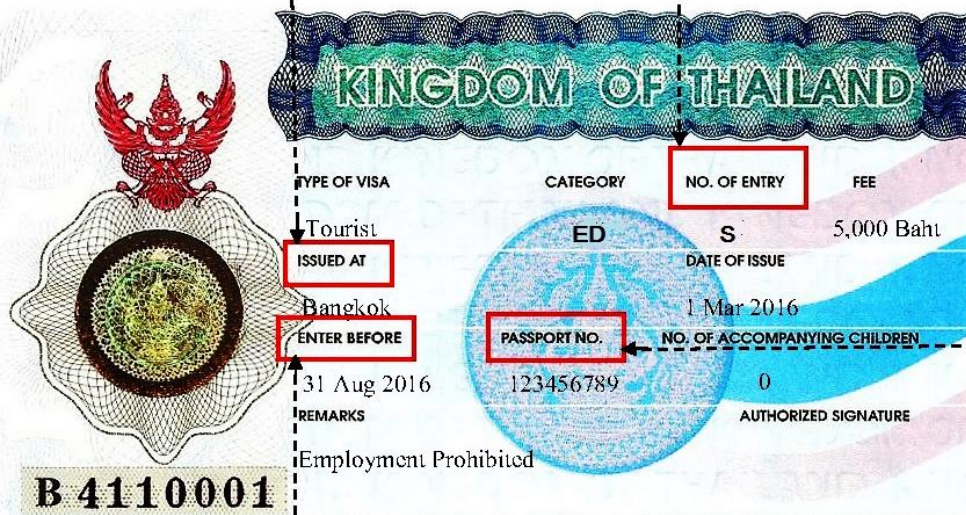 KINGDOM OF THAILAND
TYPE OF VISA CATEGORY NO. OF ENTRY FEE
Tourist ED S 5,000 Baht
ISSUED AT DATE OF ISSUE
Bangkok 1 Mar 2016
ENTER BEFORE PASSPORT NO. NO. OF ACCOMPANYING CHILDREN
31 Aug 2016 123456789 0
REMARKS AUTHORIZED SIGNATURE
Employment Prohibited
B 4110001